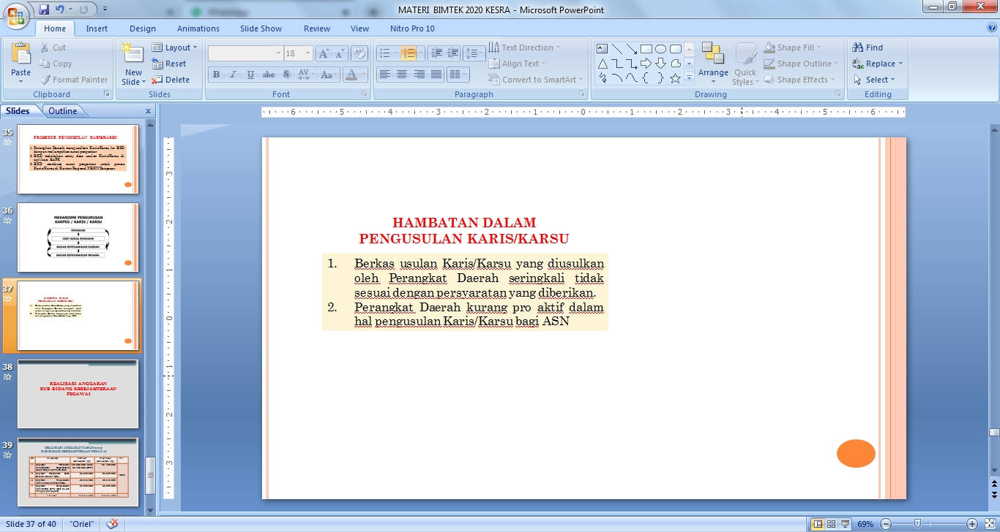 MATERI BIMTEK 2020 KESRA - Microsoft PowerPoint
Home Insert Design Animations Slide Show Review View Nitro Pro 10
Paste
Cut
Copy
Format Painter
Clipboard
New Slide
Layout
Reset
Delete
Slides
18
Font
Text Direction
Align Text
Convert to SmartArt
Paragraph
Arrange
Quick Styles
Shape Fill
Shape Outline
Shape Effects
Drawing
Find
Replace
Select
Editing
Slides Outline x
35
PROSEDUR PENGUSULAN KARIS/KARSU
1. Perangkat Daerah mengusulkan Karis/Karsu ke BKD
dengan melampirkan surat pengantar
2. BKD melakukan entry data usulan Karis/Karsu di
aplikasi SAPK
3. BKD membuat surat pengantar untuk proses
Karis/Karsu di Kantor Regional X BKN Denpasar
36
MEKANISME PENGURUSAN
KARPEG / KARIS / KARSU
PEMOHON
UNIT KERJA PEMOHON
BADAN KEPEGAWAIAN DAERAH
BADAN KEPEGAWAIAN NEGARA
37
38
REALISASI ANGGARAN
SUB BIDANG KESEJAHTERAAN
PEGAWAI
39
REALISASI ANGGARAN TAHUN 2019
SUB BIDANG KESEJAHTERAAN PEGAWAI
HAMBATAN DALAM
PENGUSULAN KARIS/KARSU
1. Berkas usulan Karis/Karsu yang diusulkan
oleh Perangkat Daerah seringkali tidak
sesuai dengan persyaratan yang diberikan.
2. Perangkat Daerah kurang pro aktif dalam
hal pengusulan Karis/Karsu bagi ASN
Slide 37 of 40 "Oriel" 69%